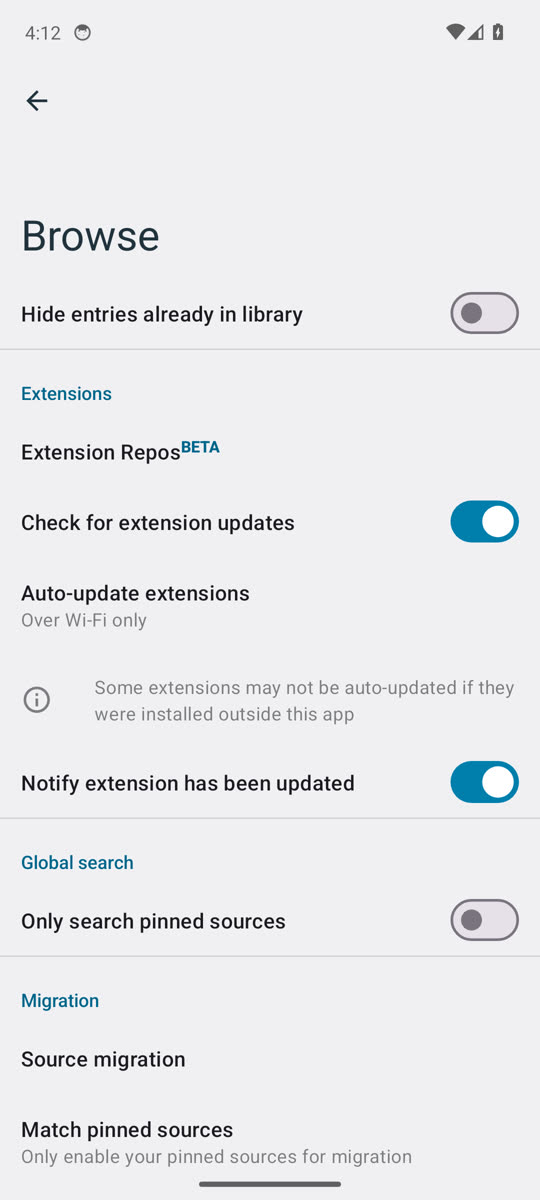 4:12
Browse
Hide entries already in library
Extensions
Extension Repos BETA
Check for extension updates
Auto-update extensions
Over Wi-Fi only
Some extensions may not be auto-updated if they
were installed outside this app
Notify extension has been updated
Global search
Only search pinned sources
Migration
Source migration
Match pinned sources
Only enable your pinned sources for migration